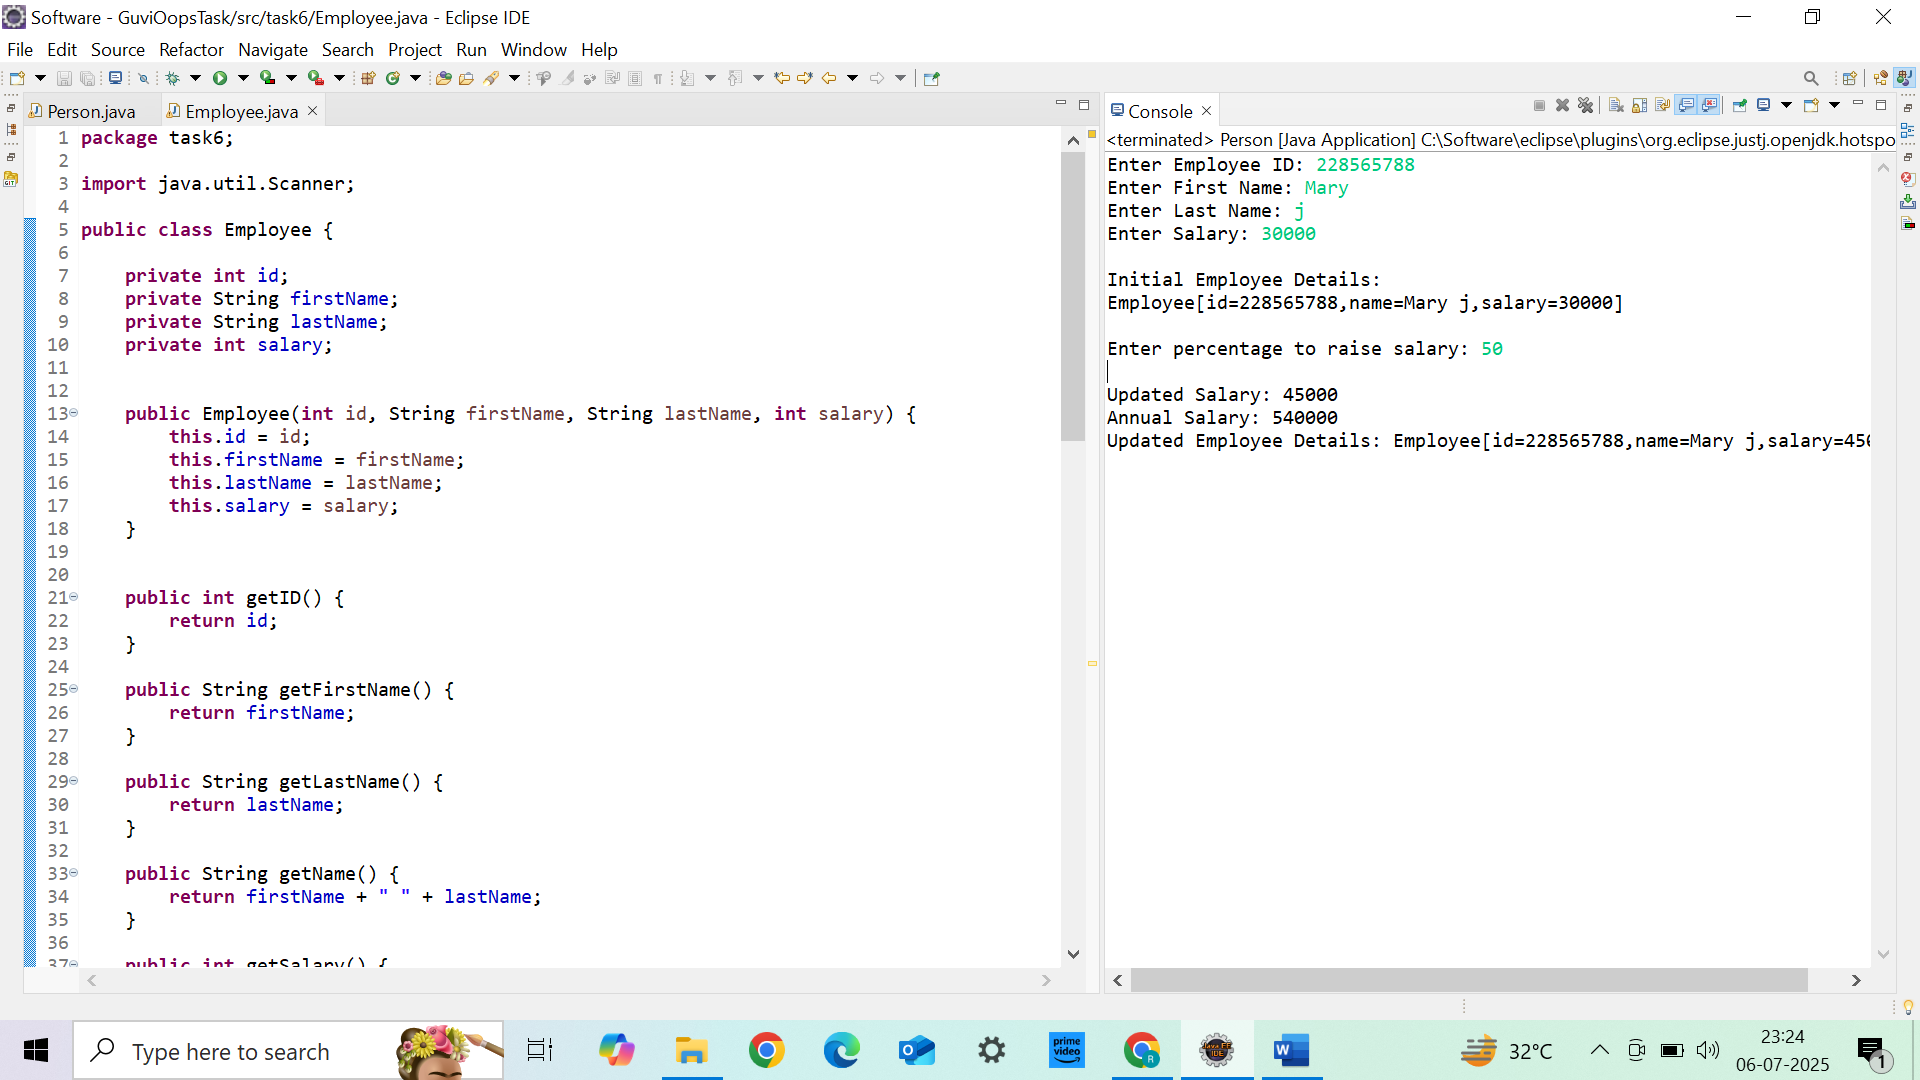 Software - GuviOopsTask/src/task6/Employee.java - Eclipse IDE
File Edit Source Refactor Navigate Search Project Run Window Help
Person.java Employee.java
1 package task6;
2
3 import java.util.Scanner;
4
5 public class Employee {
6
7 private int id;
8 private String firstName;
9 private String lastName;
10 private int salary;
11
12
13 public Employee(int id, String firstName, String lastName, int salary) {
14 this.id = id;
15 this.firstName = firstName;
16 this.lastName = lastName;
17 this.salary = salary;
18 }
19
20
21 public int getID() {
22 return id;
23 }
24
25 public String getFirstName() {
26 return firstName;
27 }
28
29 public String getLastName() {
30 return lastName;
31 }
32
33 public String getName() {
34 return firstName + " " + lastName;
35 }
36
37 public int getSalary() {
Console
<terminated> Person [Java Application] C:\Software\eclipse\plugins\org.eclipse.justj.openjdk.hotspo
Enter Employee ID: 228565788
Enter First Name: Mary
Enter Last Name: j
Enter Salary: 30000
Initial Employee Details:
Employee[id=228565788,name=Mary j,salary=30000]
Enter percentage to raise salary: 50
Updated Salary: 45000
Annual Salary: 540000
Updated Employee Details: Employee[id=228565788,name=Mary j,salary=450
Type here to search
prime video
32°C
23:24
06-07-2025
1